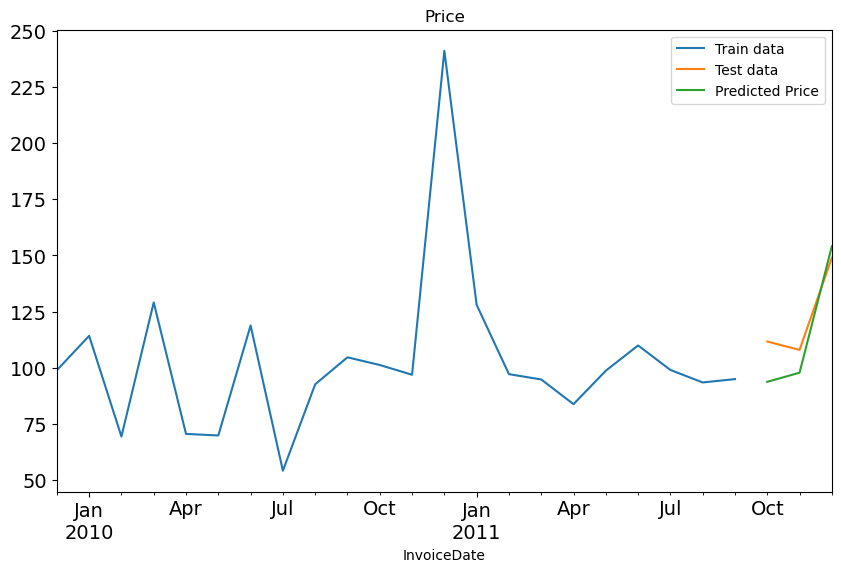 Price
250
225
200
175
150
125
100
75
50
Train data
Test data
Predicted Price
Jan Apr Jul Oct Jan Apr Jul Oct
2010 2011
InvoiceDate